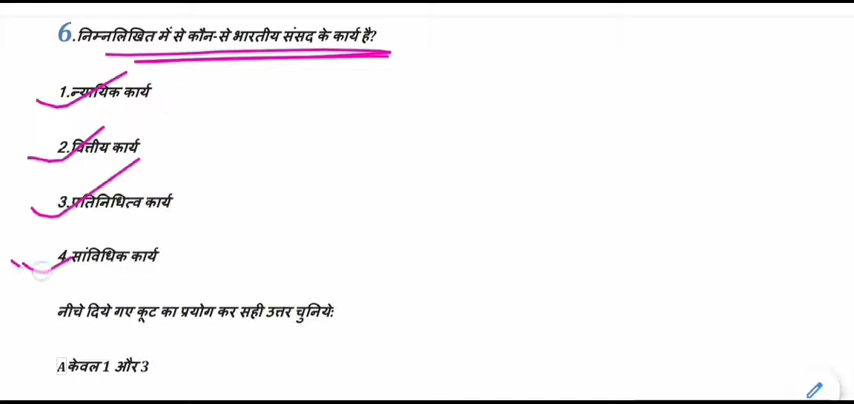 6.निम्नलिखित में से कौन-से भारतीय संसद के कार्य है?
1.न्यायिक कार्य
2.वित्तीय कार्य
3.प्रतिनिधित्व कार्य
4.सांविधिक कार्य
नीचे दिये गए कूट का प्रयोग कर सही उत्तर चुनिये:
A केवल 1 और 3